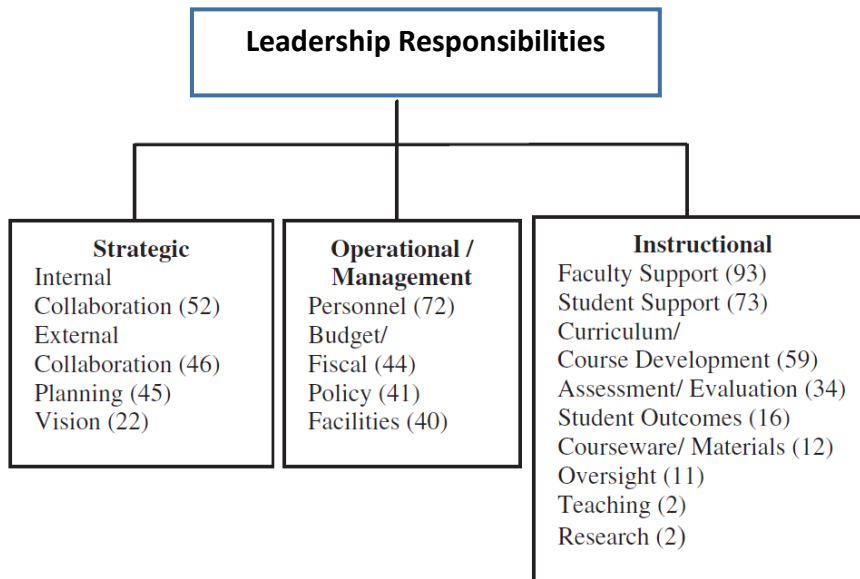 Leadership Responsibilities
Strategic
Internal
Collaboration (52)
External
Collaboration (46)
Planning (45)
Vision (22)
Operational /
Management
Personnel (72)
Budget/
Fiscal (44)
Policy (41)
Facilities (40)
Instructional
Faculty Support (93)
Student Support (73)
Curriculum/
Course Development (59)
Assessment/ Evaluation (34)
Student Outcomes (16)
Courseware/ Materials (12)
Oversight (11)
Teaching (2)
Research (2)